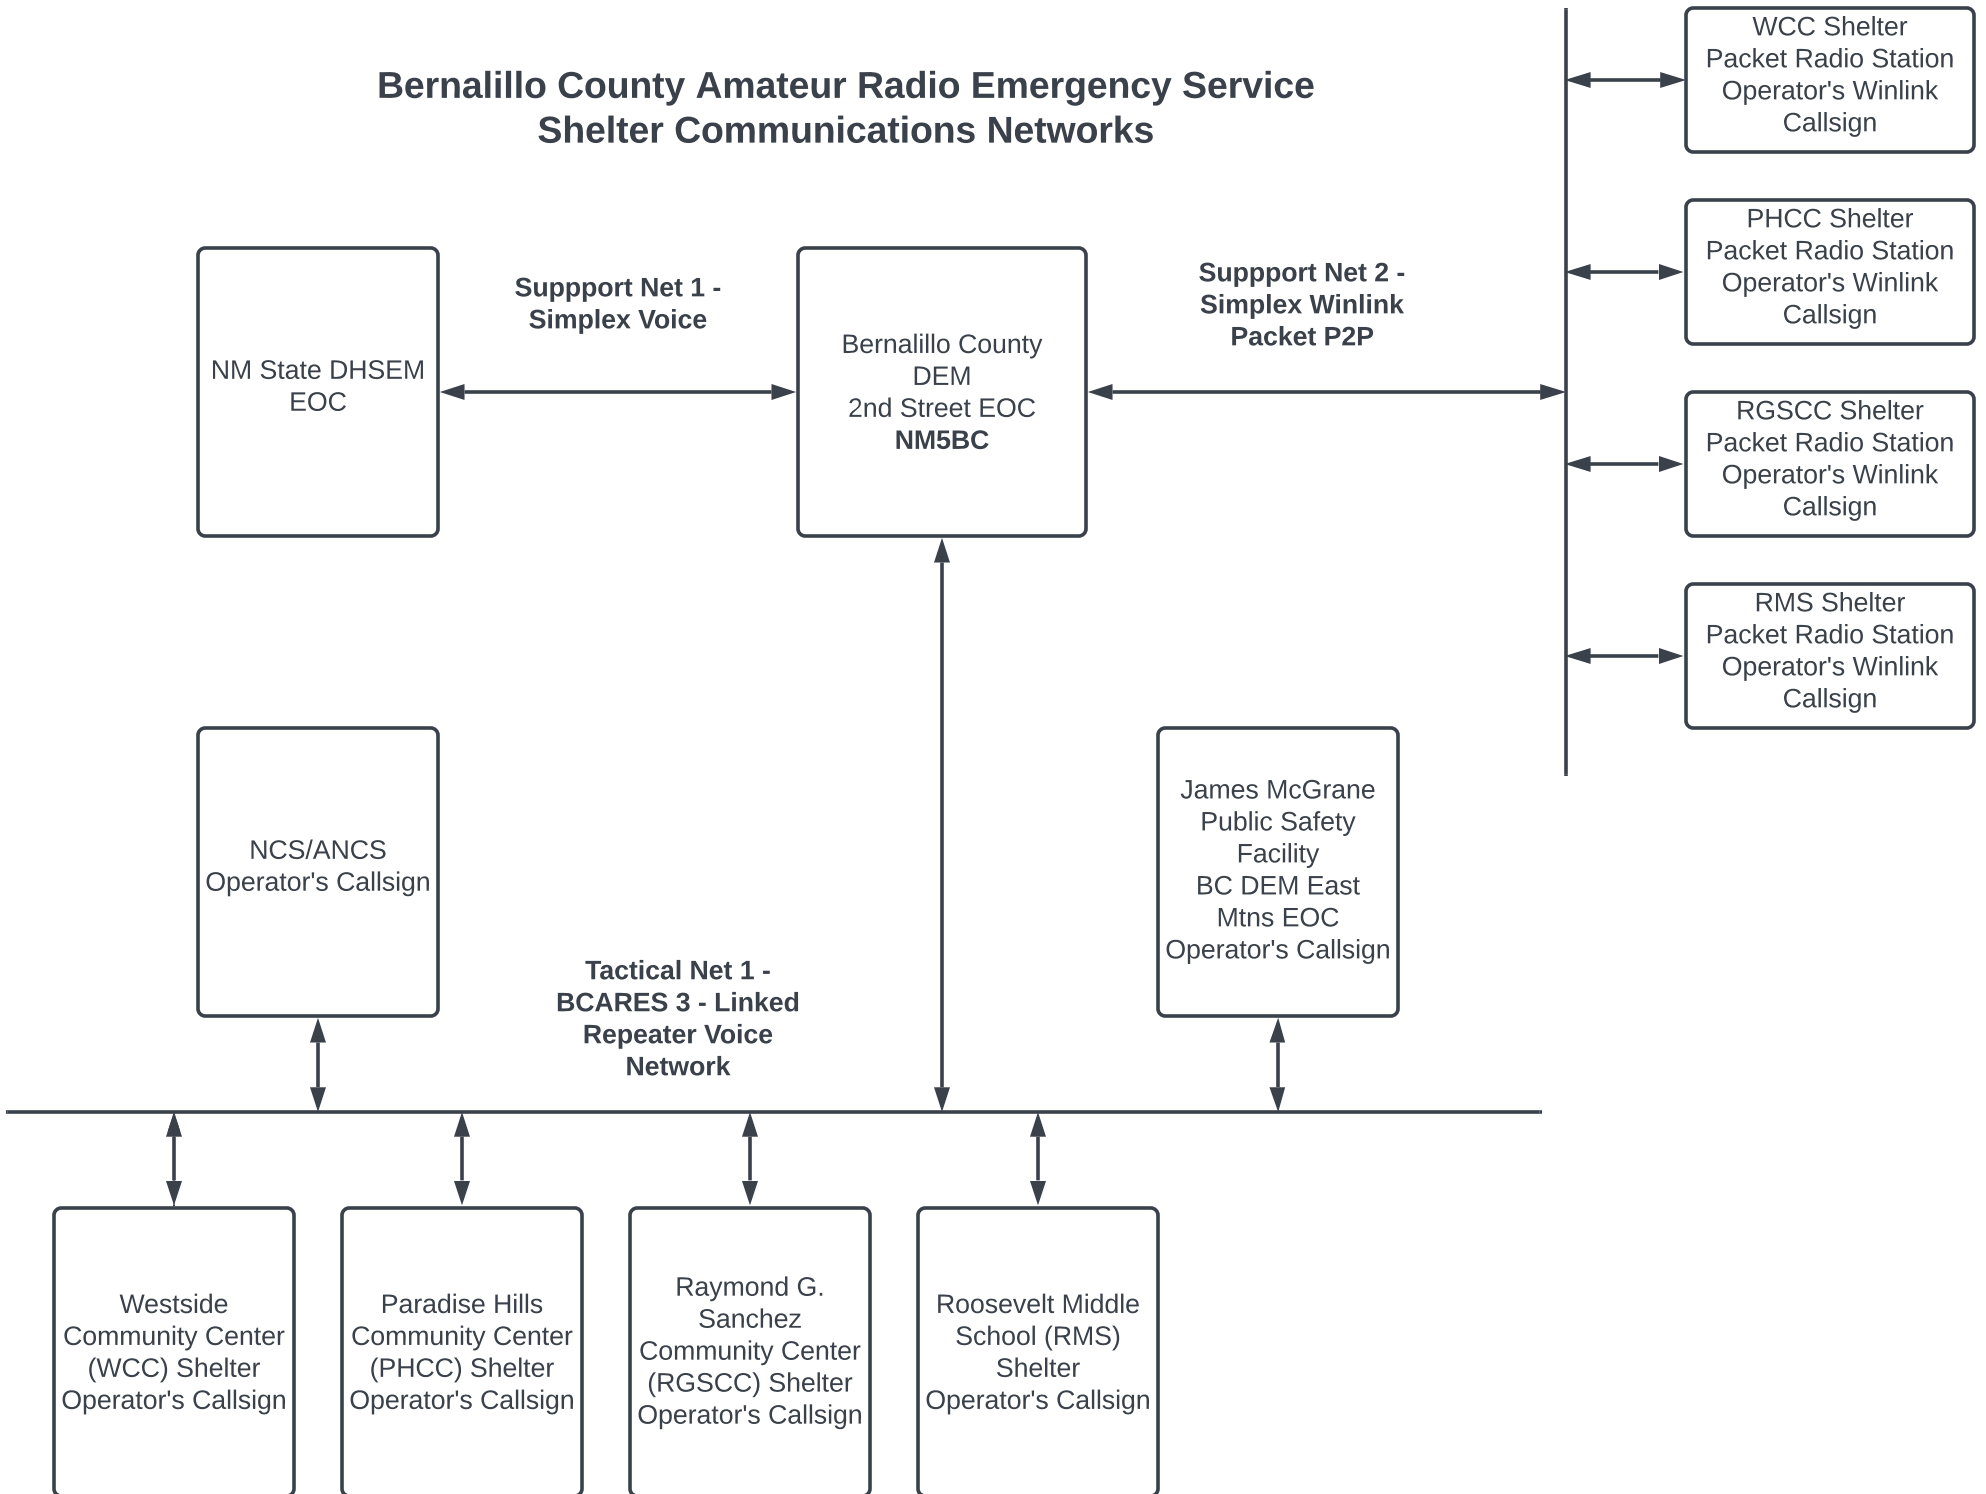 Bernalillo County Amateur Radio Emergency Service
Shelter Communications Networks
WCC Shelter
Packet Radio Station
Operator's Winlink
Callsign
PHCC Shelter
Packet Radio Station
Operator's Winlink
Callsign
RGSCC Shelter
Packet Radio Station
Operator's Winlink
Callsign
RMS Shelter
Packet Radio Station
Operator's Winlink
Callsign
NM State DHSEM
EOC
Suppport Net 1 -
Simplex Voice
Bernalillo County
DEM
2nd Street EOC
NM5BC
Suppport Net 2 -
Simplex Winlink
Packet P2P
NCS/ANCS
Operator's Callsign
Tactical Net 1 -
BCARES 3 - Linked
Repeater Voice
Network
James McGrane
Public Safety
Facility
BC DEM East
Mtns EOC
Operator's Callsign
Westside
Community Center
(WCC) Shelter
Operator's Callsign
Paradise Hills
Community Center
(PHCC) Shelter
Operator's Callsign
Raymond G.
Sanchez
Community Center
(RGSCC) Shelter
Operator's Callsign
Roosevelt Middle
School (RMS)
Shelter
Operator's Callsign